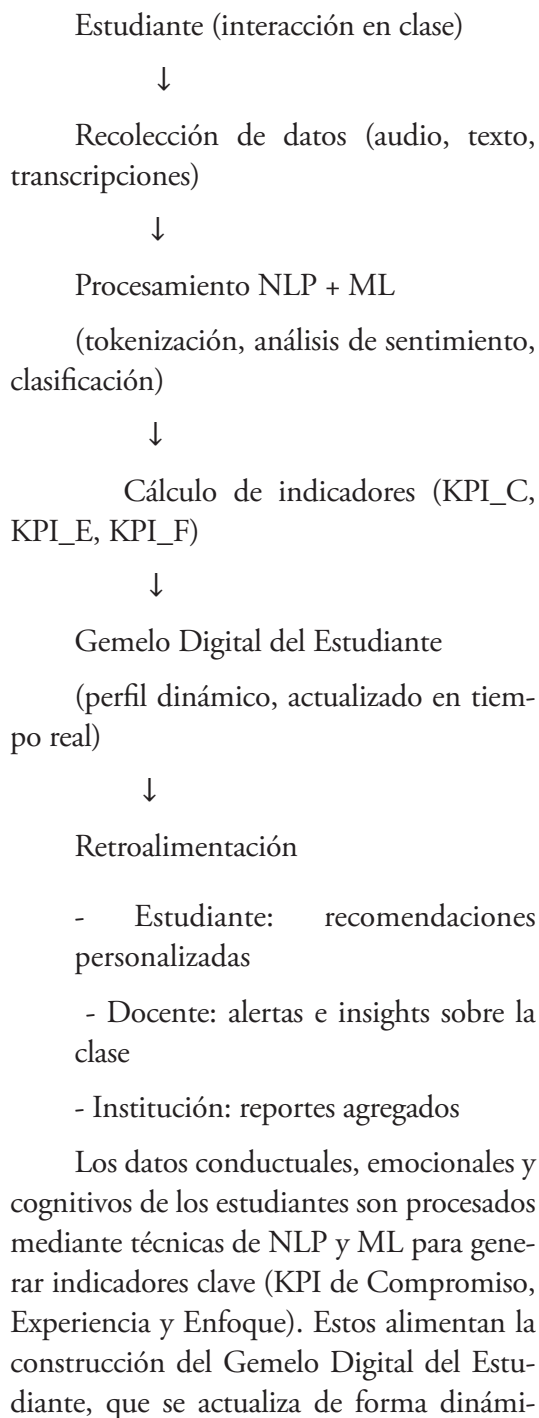 Estudiante (interacción en clase)
↓
Recolección de datos (audio, texto,
transcripciones)
↓
Procesamiento NLP + ML
(tokenización, análisis de sentimiento,
clasificación)
↓
Cálculo de indicadores (KPI_C,
KPI_E, KPI_F)
↓
Gemelo Digital del Estudiante
(perfil dinámico, actualizado en tiem-
po real)
↓
Retroalimentación
- Estudiante: recomendaciones
personalizadas
- Docente: alertas e insights sobre la
clase
- Institución: reportes agregados
Los datos conductuales, emocionales y
cognitivos de los estudiantes son procesados
mediante técnicas de NLP y ML para gene-
rar indicadores clave (KPI de Compromiso,
Experiencia y Enfoque). Estos alimentan la
construcción del Gemelo Digital del Estu-
diante, que se actualiza de forma dinámi-